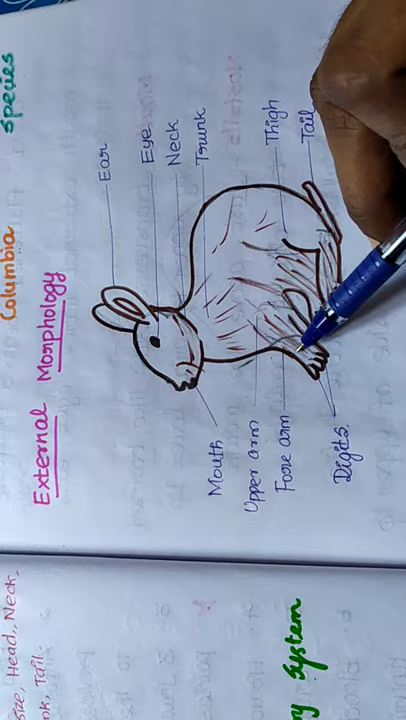 Columbia Species
External Morphology
Ear
Eye
Neck
Trunk
Thigh
Tail
Mouth
Upper arm
Fore arm
Digits.
Size, Head, Neck,
nk, Tail.
System